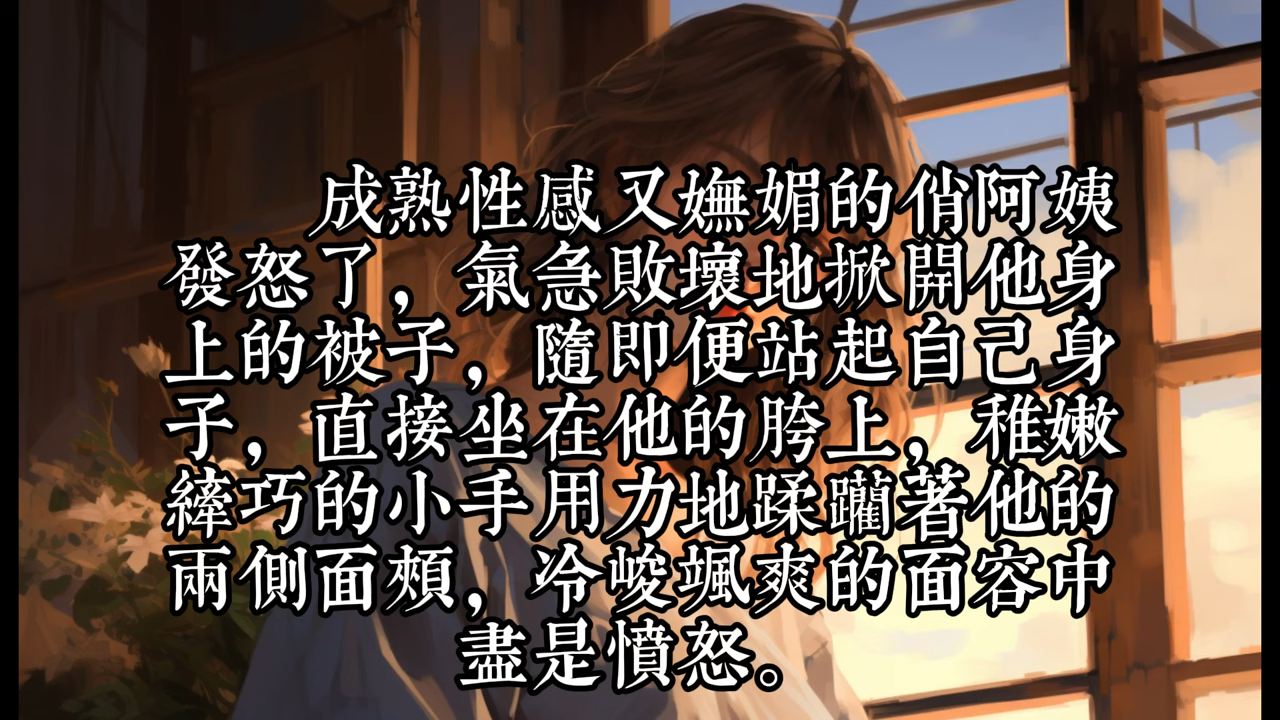 成熟性感又嫵媚的俏阿姨
發怒了，氣急敗壞地掀開他身
上的被子，隨即便站起自己身
子，直接坐在他的胯上，稚嫩
縴巧的小手用力地蹂躪著他的
兩側面頰，冷峻颯爽的面容中
盡是憤怒。